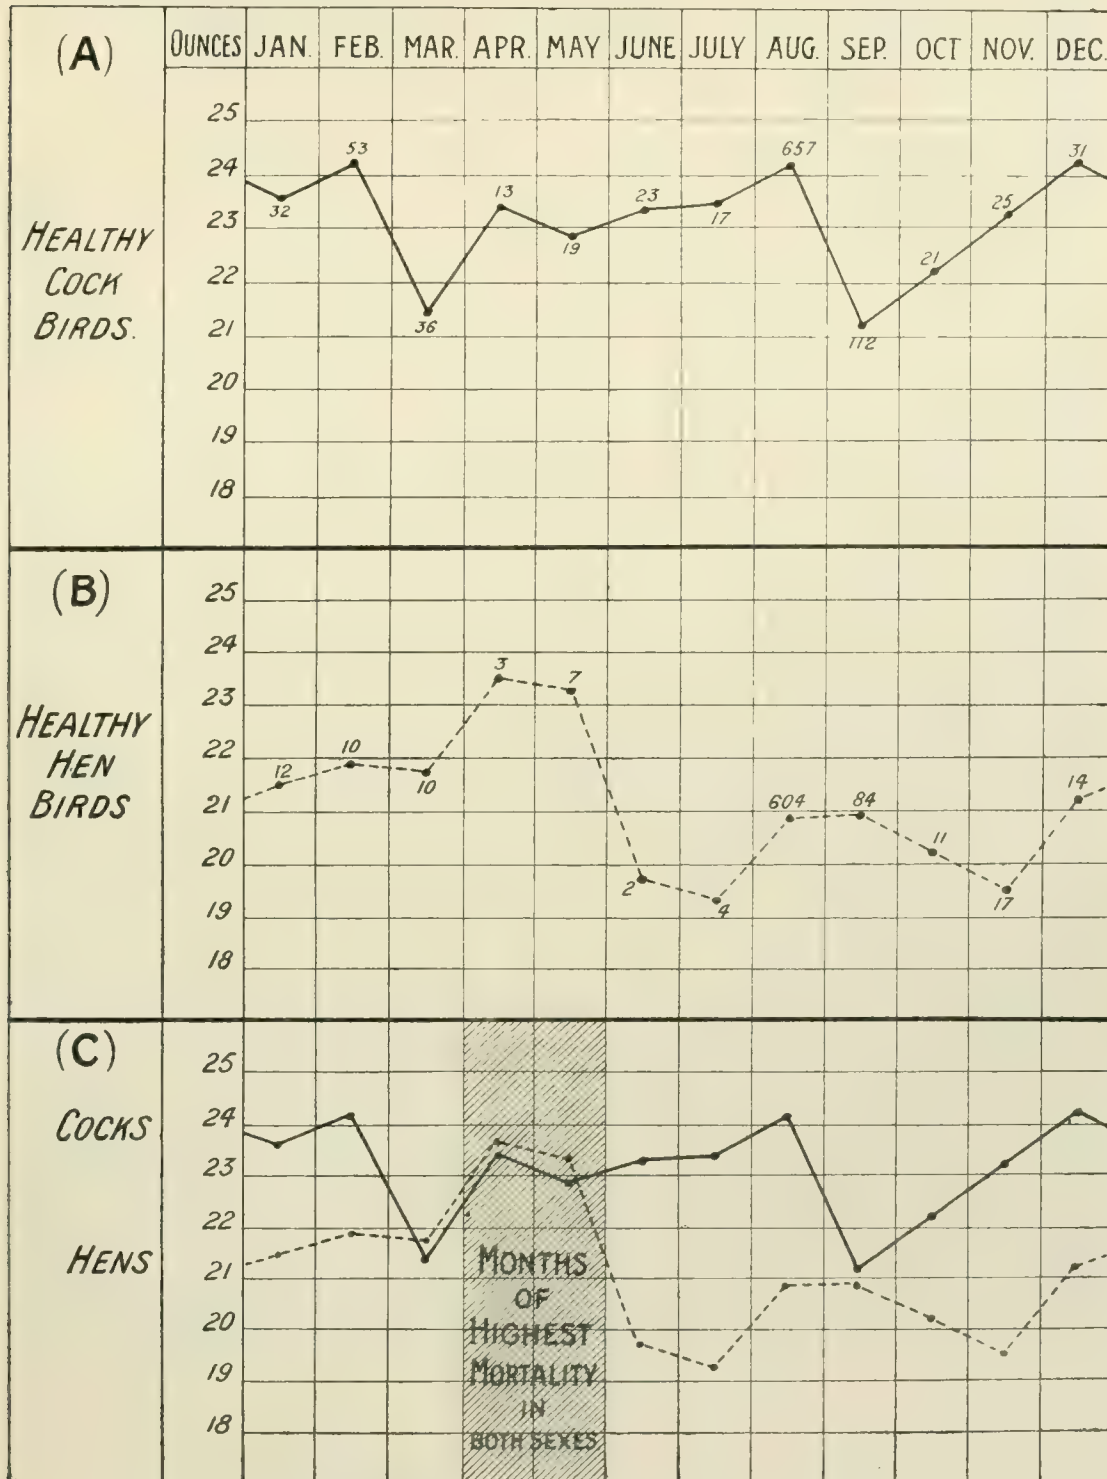 (A)
OUNCES JAN. FEB. MAR. APR. MAY JUNE JULY AUG. SEP. OCT NOV. DEC.
HEALTHY
COCK
BIRDS.
25
24
23
22
21
20
19
18
32 53 36 13 19 23 17 657 112 21 25 31
(B)
HEALTHY
HEN
BIRDS
25
24
23
22
21
20
19
18
12 10 10 3 7 2 4 604 84 11 17 14
(C)
COCKS
HENS
25
24
23
22
21
20
19
18
MONTHS
OF
HIGHEST
MORTALITY
IN
BOTH SEXES